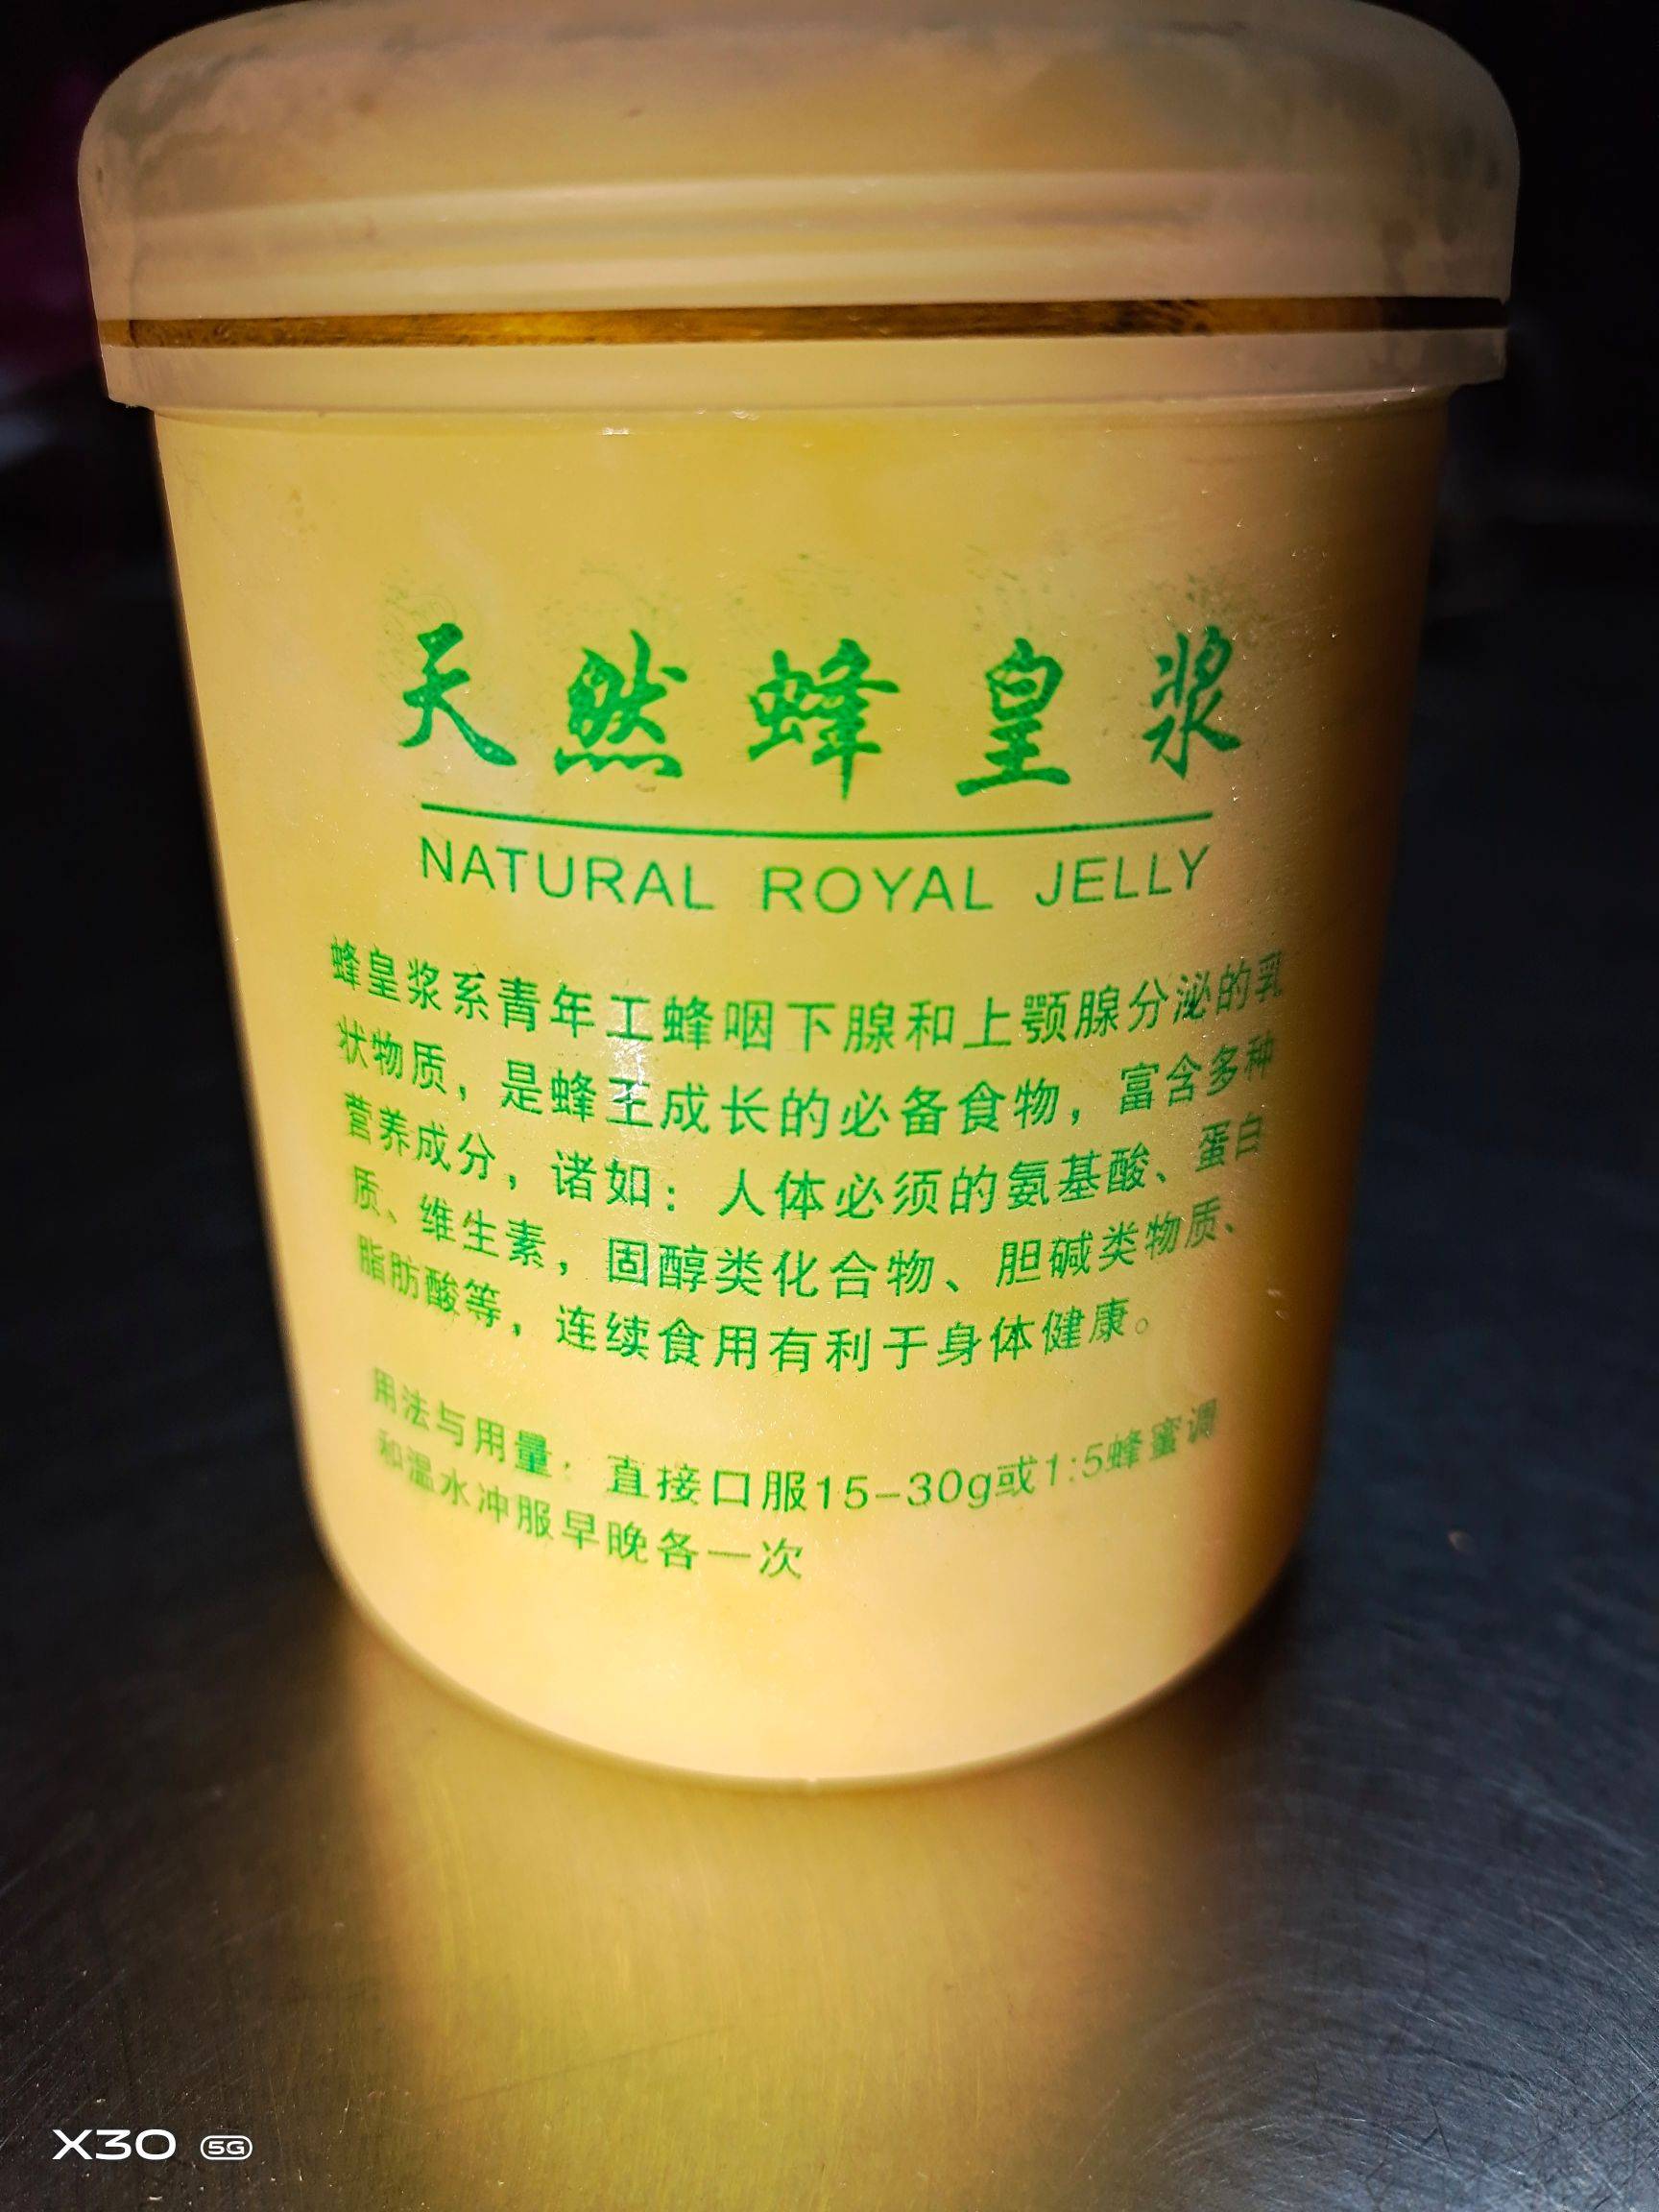 天然蜂皇浆
NATURAL ROYAL JELLY
蜂皇浆系青年工蜂咽下腺和上颚腺分泌的乳
状物质，是蜂王成长的必备食物，富含多种
营养成分，诸如：人体必须的氨基酸、蛋白
质、维生素，固醇类化合物、胆碱类物质、
脂肪酸等，连续食用有利于身体健康。
用法与用量：直接口服15-30g或1:5蜂蜜调
和温水冲服早晚各一次
X30 5G